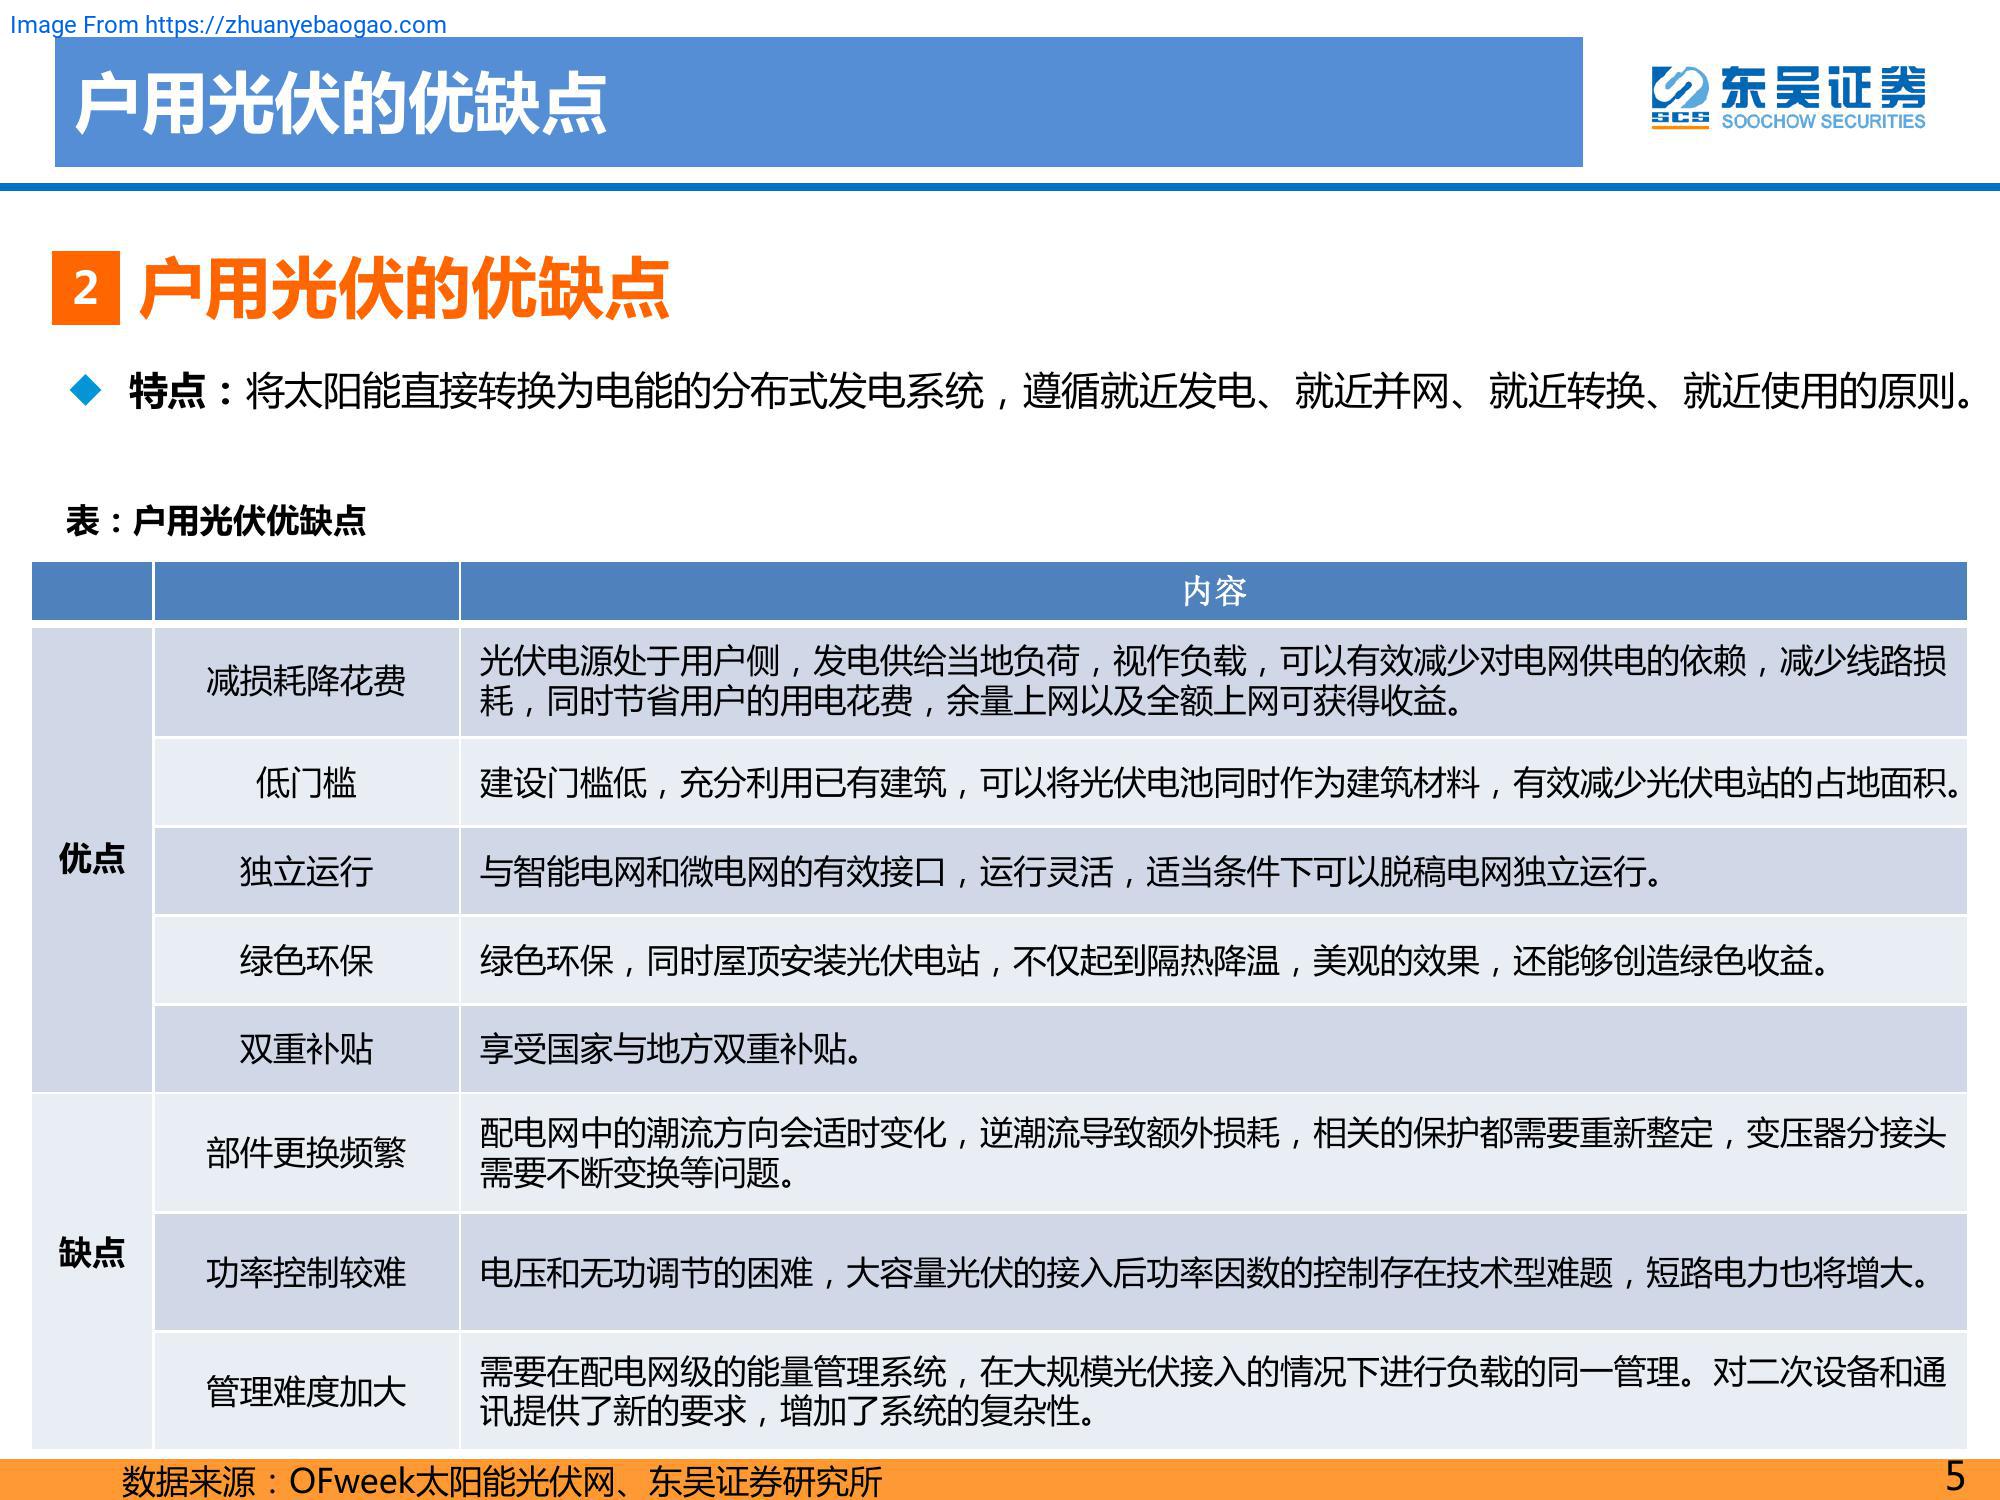 Image From https://zhuanyebaogao.com
户用光伏的优缺点
东吴证券
SCS
SOOCHOW SECURITIES
2 户用光伏的优缺点
特点：将太阳能直接转换为电能的分布式发电系统，遵循就近发电、就近并网、就近转换、就近使用的原则。
表：户用光伏优缺点
内容
优点
减损耗降花费
光伏电源处于用户侧，发电供给当地负荷，视作负载，可以有效减少对电网供电的依赖，减少线路损
耗，同时节省用户的用电花费，余量上网以及全额上网可获得收益。
低门槛
建设门槛低，充分利用已有建筑，可以将光伏电池同时作为建筑材料，有效减少光伏电站的占地面积。
独立运行
与智能电网和微电网的有效接口，运行灵活，适当条件下可以脱稿电网独立运行。
绿色环保
绿色环保，同时屋顶安装光伏电站，不仅起到隔热降温，美观的效果，还能够创造绿色收益。
双重补贴
享受国家与地方双重补贴。
缺点
部件更换频繁
配电网中的潮流方向会适时变化，逆潮流导致额外损耗，相关的保护都需要重新整定，变压器分接头
需要不断变换等问题。
功率控制较难
电压和无功调节的困难，大容量光伏的接入后功率因数的控制存在技术型难题，短路电力也将增大。
管理难度加大
需要在配电网级的能量管理系统，在大规模光伏接入的情况下进行负载的同一管理。对二次设备和通
讯提供了新的要求，增加了系统的复杂性。
数据来源：OFweek太阳能光伏网、东吴证券研究所
5